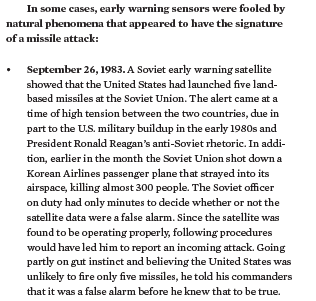 In some cases, early warning sensors were fooled by
natural phenomena that appeared to have the signature
of a missile attack:
• September 26, 1983. A Soviet early warning satellite
showed that the United States had launched five land-
based missiles at the Soviet Union. The alert came at a
time of high tension between the two countries, due in
part to the U.S. military buildup in the early 1980s and
President Ronald Reagan's anti-Soviet rhetoric. In addi-
tion, earlier in the month the Soviet Union shot down a
Korean Airlines passenger plane that strayed into its
airspace, killing almost 300 people. The Soviet officer
on duty had only minutes to decide whether or not the
satellite data were a false alarm. Since the satellite was
found to be operating properly, following procedures
would have led him to report an incoming attack. Going
partly on gut instinct and believing the United States was
unlikely to fire only five missiles, he told his commanders
that it was a false alarm before he knew that to be true.